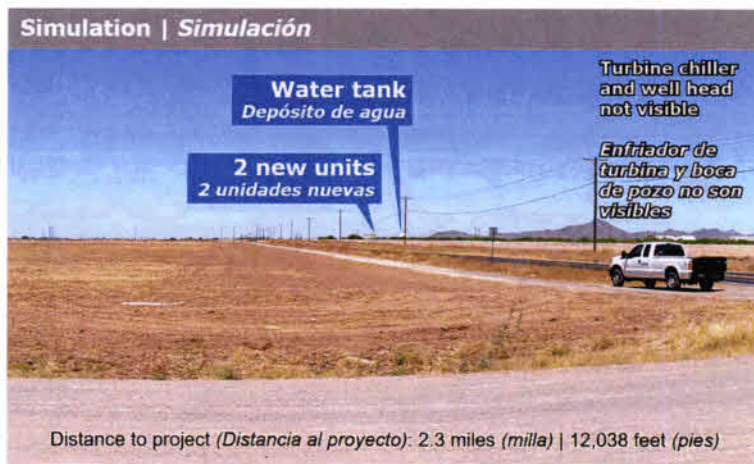 Simulation | Simulación
Water tank
Depósito de agua
2 new units
2 unidades nuevas
Turbine chiller
and well head
not visible
Enfriador de
turbina y boca
de pozo no son
visibles
Distance to project (Distancia al proyecto): 2.3 miles (milla) | 12,038 feet (pies)